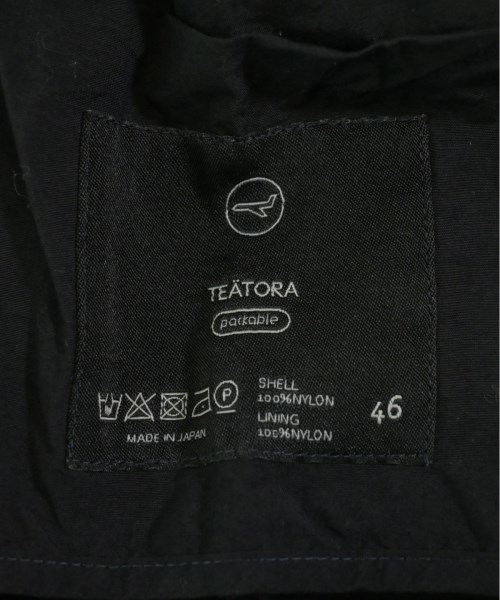 TEÄTORA
packable
P
SHELL
100%NYLON
LINING
100%NYLON
46
MADE IN JAPAN